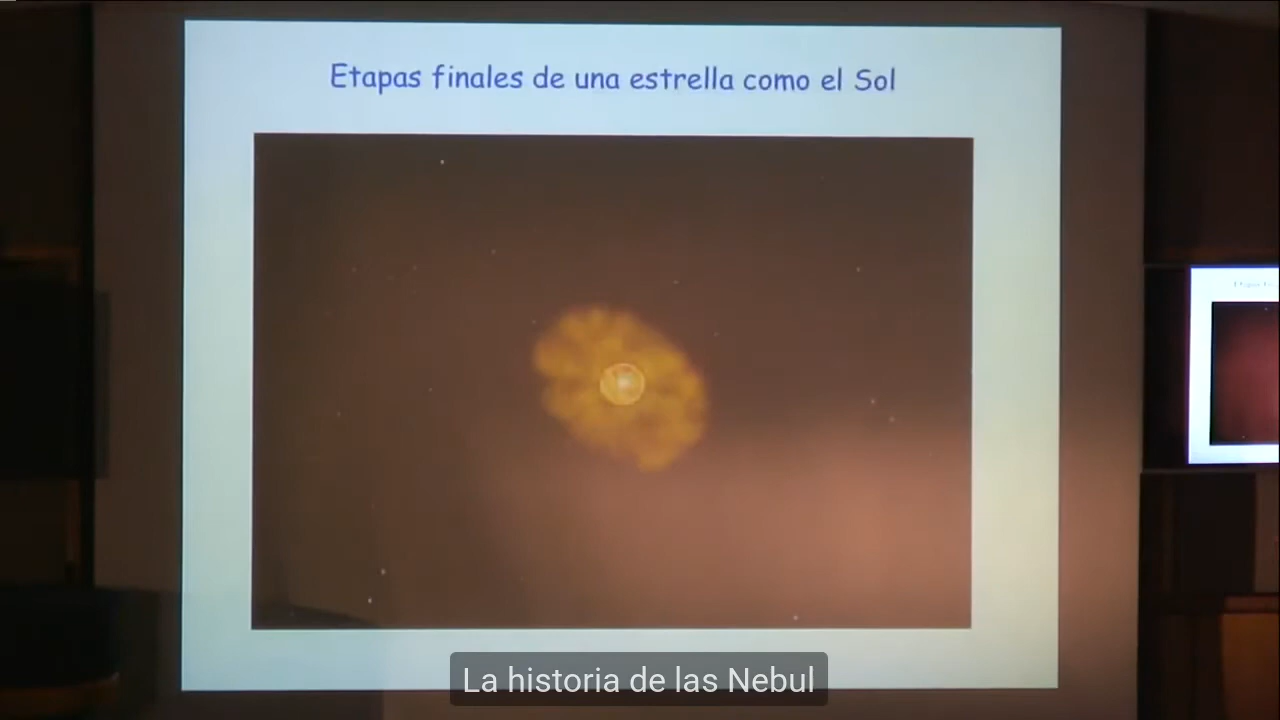 Etapas finales de una estrella como el Sol
La historia de las Nebul